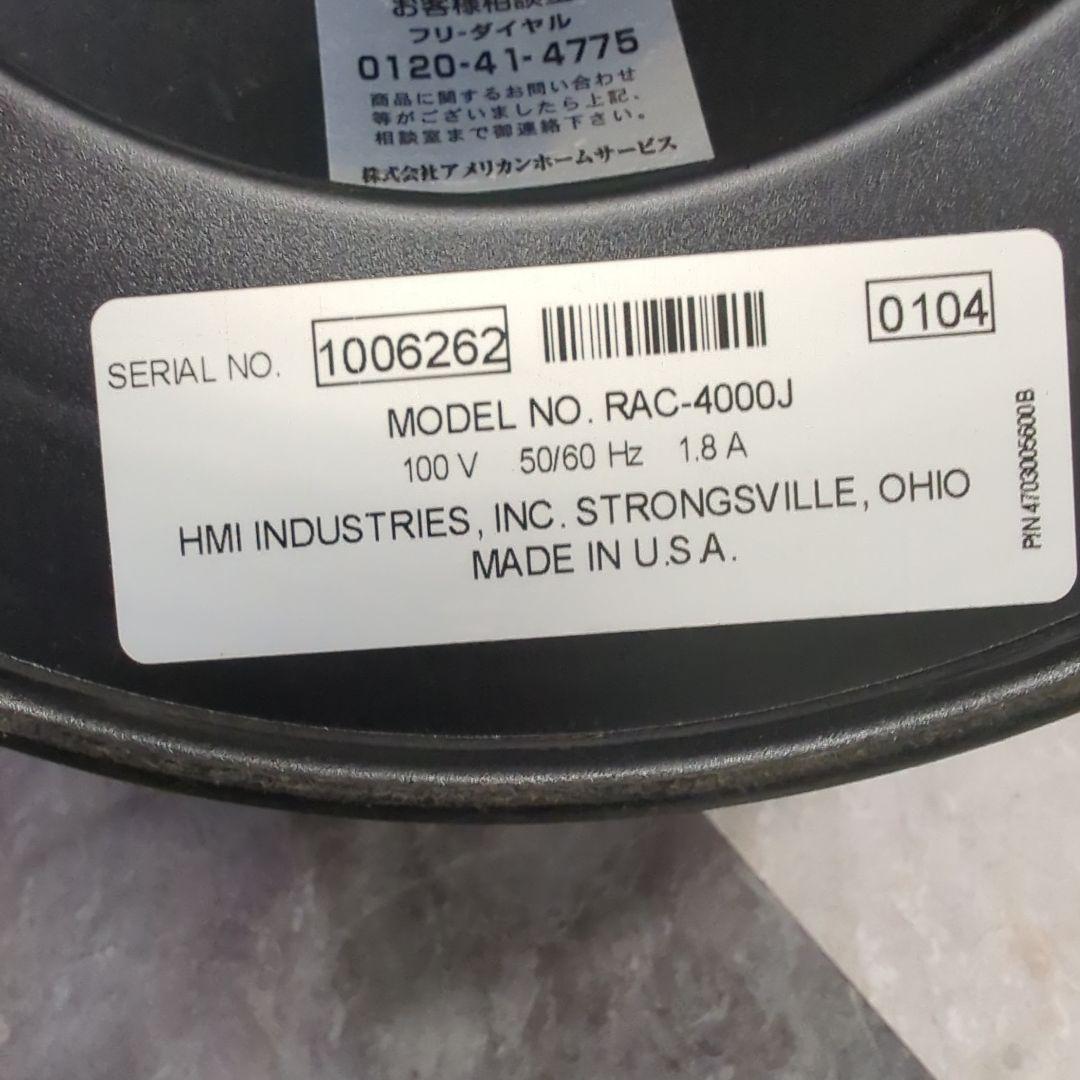 お客様相談室
フリーダイヤル
0120-41-4775
商品に関するお問い合わせ
等がございましたら上記、
相談室まで御連絡下さい。
株式会社アメリカンホームサービス
SERIAL NO. 1006262 0104
MODEL NO. RAC-4000J
100 V 50/60 Hz 1.8 A
HMI INDUSTRIES, INC. STRONGSVILLE, OHIO
MADE IN U.S.A.
P/N 4703005600B